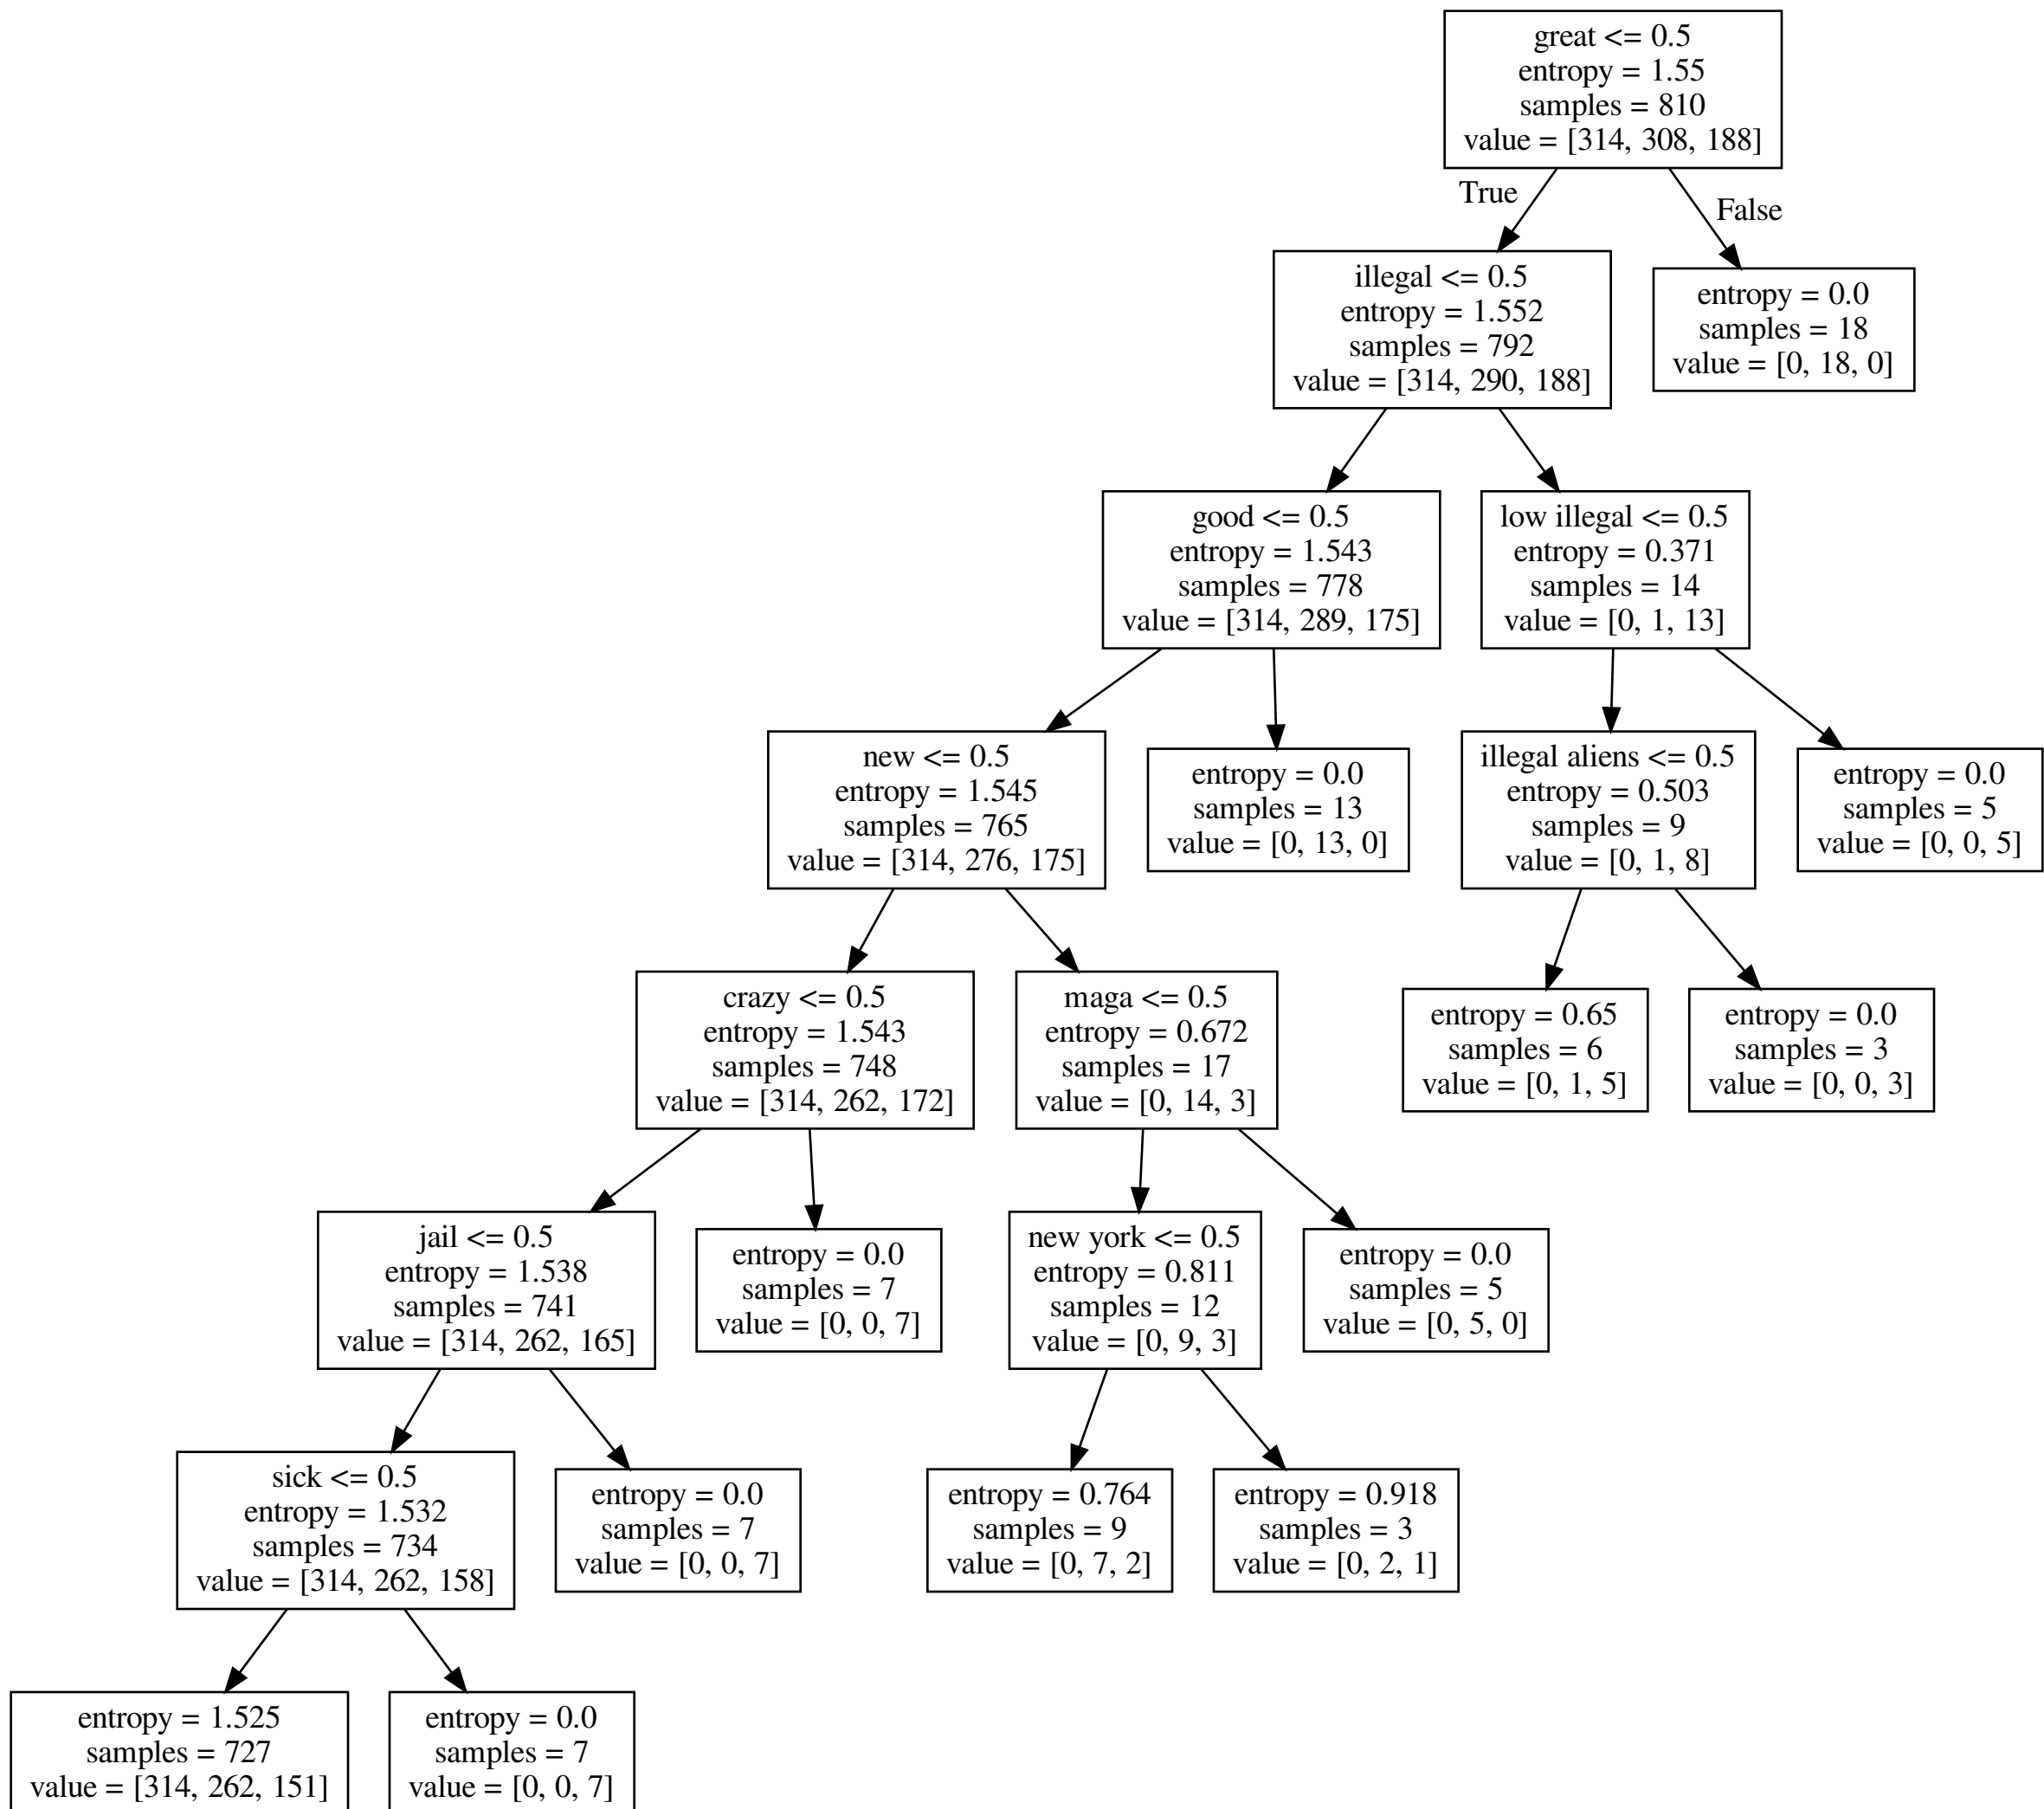 great <= 0.5
entropy = 1.55
samples = 810
value = [314, 308, 188]
True
False
illegal <= 0.5
entropy = 1.552
samples = 792
value = [314, 290, 188]
entropy = 0.0
samples = 18
value = [0, 18, 0]
good <= 0.5
entropy = 1.543
samples = 778
value = [314, 289, 175]
low illegal <= 0.5
entropy = 0.371
samples = 14
value = [0, 1, 13]
new <= 0.5
entropy = 1.545
samples = 765
value = [314, 276, 175]
entropy = 0.0
samples = 13
value = [0, 13, 0]
illegal aliens <= 0.5
entropy = 0.503
samples = 9
value = [0, 1, 8]
entropy = 0.0
samples = 5
value = [0, 0, 5]
crazy <= 0.5
entropy = 1.543
samples = 748
value = [314, 262, 172]
maga <= 0.5
entropy = 0.672
samples = 17
value = [0, 14, 3]
entropy = 0.65
samples = 6
value = [0, 1, 5]
entropy = 0.0
samples = 3
value = [0, 0, 3]
jail <= 0.5
entropy = 1.538
samples = 741
value = [314, 262, 165]
entropy = 0.0
samples = 7
value = [0, 0, 7]
new york <= 0.5
entropy = 0.811
samples = 12
value = [0, 9, 3]
entropy = 0.0
samples = 5
value = [0, 5, 0]
sick <= 0.5
entropy = 1.532
samples = 734
value = [314, 262, 158]
entropy = 0.0
samples = 7
value = [0, 0, 7]
entropy = 0.764
samples = 9
value = [0, 7, 2]
entropy = 0.918
samples = 3
value = [0, 2, 1]
entropy = 1.525
samples = 727
value = [314, 262, 151]
entropy = 0.0
samples = 7
value = [0, 0, 7]